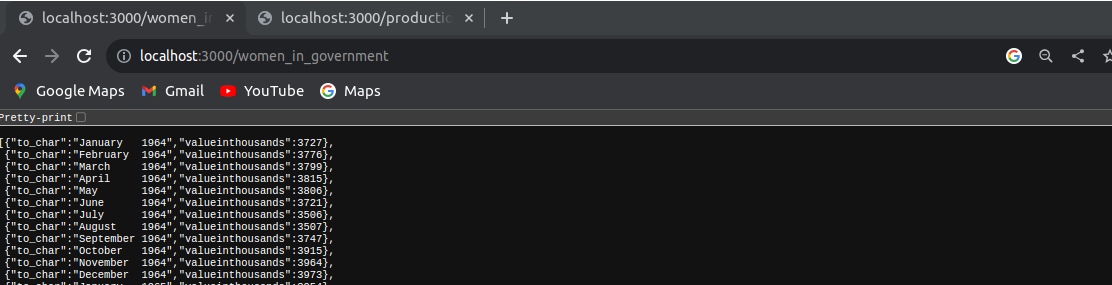 localhost:3000/women_in
localhost:3000/productio
localhost:3000/women_in_government
Google Maps Gmail YouTube Maps
Pretty-print
[{"to_char":"January   1964","valueinthousands":3727},
{"to_char":"February  1964","valueinthousands":3776},
{"to_char":"March     1964","valueinthousands":3799},
{"to_char":"April     1964","valueinthousands":3815},
{"to_char":"May       1964","valueinthousands":3806},
{"to_char":"June      1964","valueinthousands":3721},
{"to_char":"July      1964","valueinthousands":3506},
{"to_char":"August    1964","valueinthousands":3507},
{"to_char":"September 1964","valueinthousands":3747},
{"to_char":"October   1964","valueinthousands":3915},
{"to_char":"November  1964","valueinthousands":3964},
{"to_char":"December  1964","valueinthousands":3973},